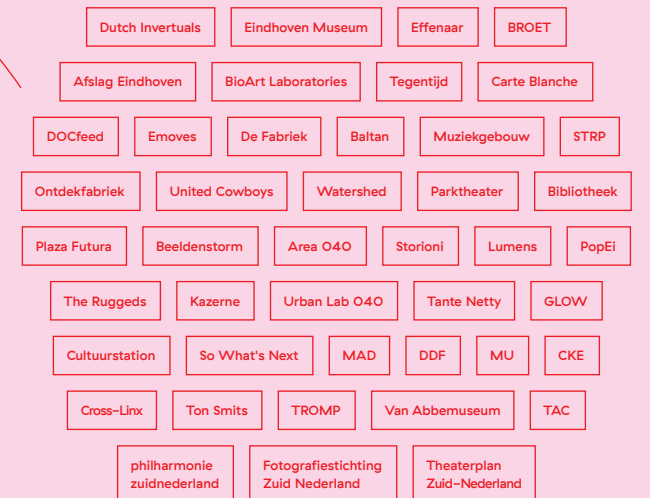 Dutch Invertuals Eindhoven Museum Effenaar BROET
Afslag Eindhoven BioArt Laboratories Tegentijd Carte Blanche
DOCfeed Emoves De Fabriek Baltan Muziekgebouw STRP
Ontdekfabriek United Cowboys Watershed Parktheater Bibliotheek
Plaza Futura Beeldenstorm Area 040 Storioni Lumens PopEi
The Ruggeds Kazerne Urban Lab 040 Tante Netty GLOW
Cultuurstation So What's Next MAD DDF MU CKE
Cross-Linx Ton Smits TROMP Van Abbemuseum TAC
philharmonie
zuidnederland
Fotografiestichting
Zuid Nederland
Theaterplan
Zuid-Nederland